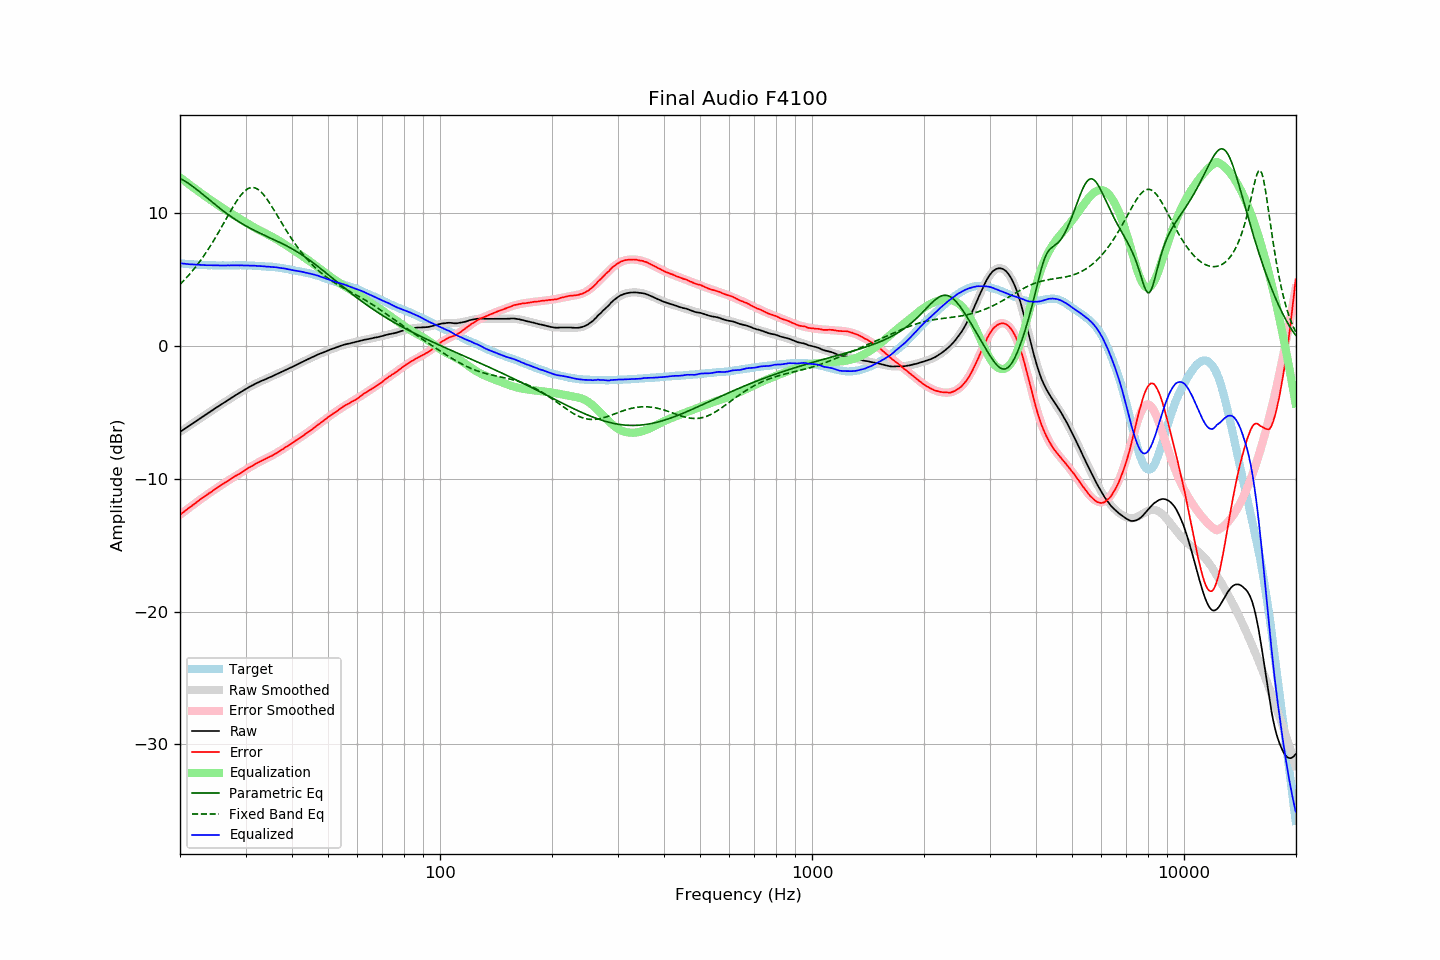 Final Audio F4100
Amplitude (dBr)
10
0
−10
−20
−30
Target
Raw Smoothed
Error Smoothed
Raw
Error
Equalization
Parametric Eq
Fixed Band Eq
Equalized
100
1000
10000
Frequency (Hz)